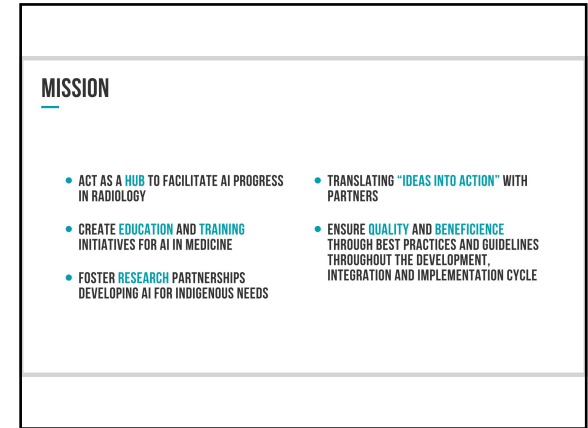 MISSION
ACT AS A HUB TO FACILITATE AI PROGRESS
IN RADIOLOGY
CREATE EDUCATION AND TRAINING
INITIATIVES FOR AI IN MEDICINE
FOSTER RESEARCH PARTNERSHIPS
DEVELOPING AI FOR INDIGENOUS NEEDS
TRANSLATING “IDEAS INTO ACTION” WITH
PARTNERS
ENSURE QUALITY AND BENEFICIENCE
THROUGH BEST PRACTICES AND GUIDELINES
THROUGHOUT THE DEVELOPMENT,
INTEGRATION AND IMPLEMENTATION CYCLE